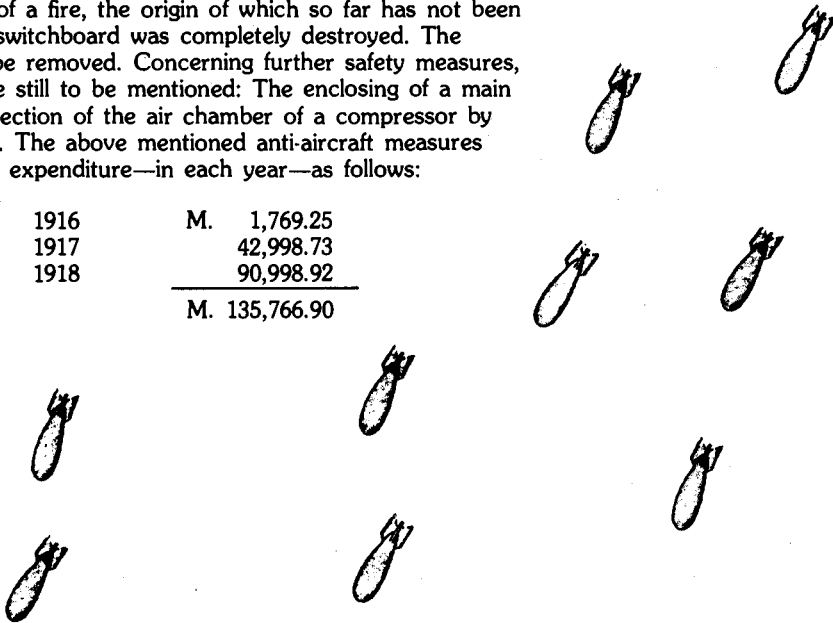 of a fire, the origin of which so far has not been
switchboard was completely destroyed. The
be removed. Concerning further safety measures,
e still to be mentioned: The enclosing of a main
ection of the air chamber of a compressor by
. The above mentioned anti-aircraft measures
expenditure—in each year—as follows:
1916 M. 1,769.25
1917 42,998.73
1918 90,998.92
M. 135,766.90